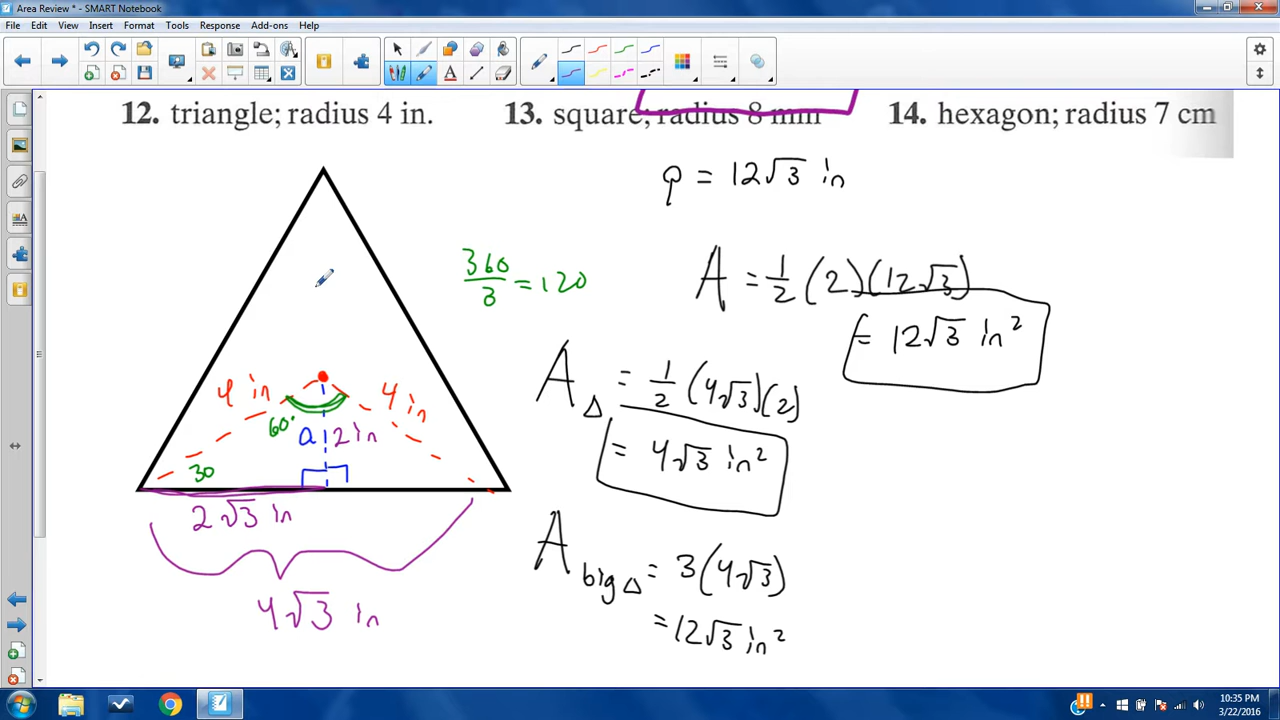 Area Review * - SMART Notebook
File Edit View Insert Format Tools Response Add-ons Help
12. triangle; radius 4 in. 13. square; radius 8 mm 14. hexagon; radius 7 cm
p = 12√3 in
360/3 = 120
A = 1/2 (2)(12√3)
= 12√3 in²
A△ = 1/2 (4√3)(2)
= 4√3 in²
A big△ = 3(4√3)
= 12√3 in²
4 in
4 in
60°
a 2 in
30
2√3 in
4√3 in
10:35 PM
3/22/2016